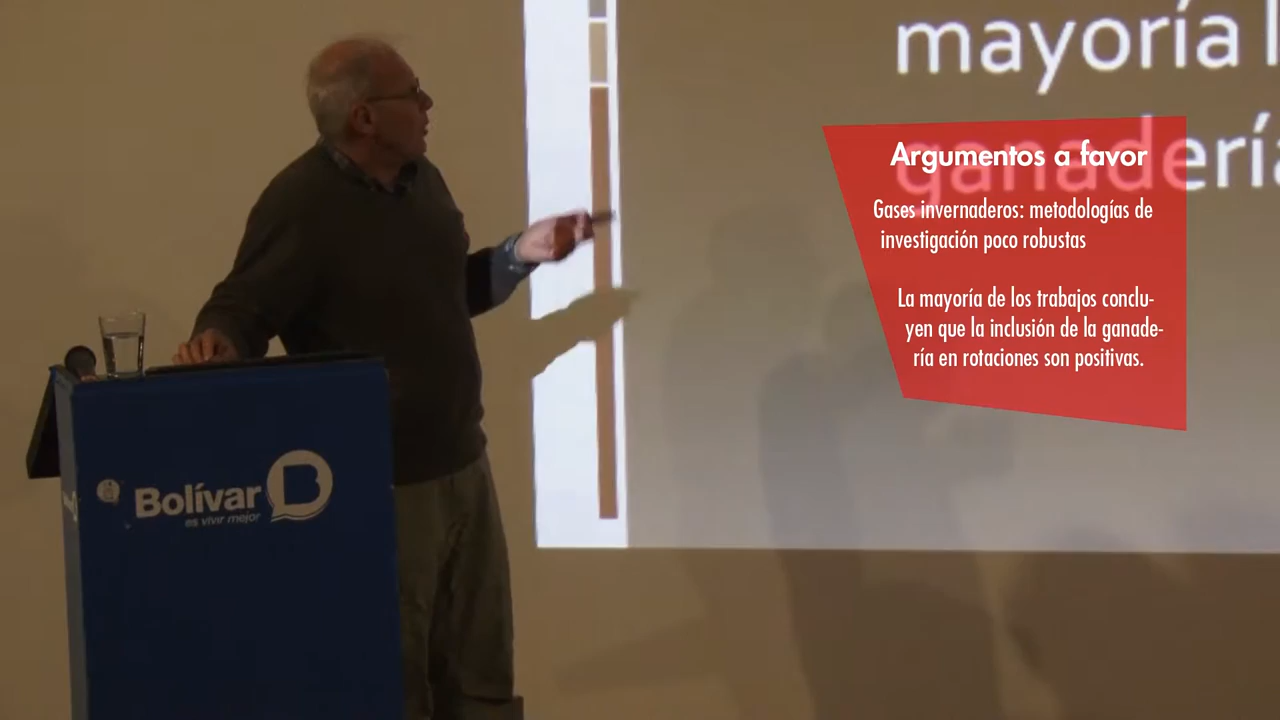 mayoría
ganadería
Argumentos a favor
Gases invernaderos: metodologías de
investigación poco robustas
La mayoría de los trabajos conclu-
yen que la inclusión de la ganade-
ría en rotaciones son positivas.
Bolívar B
es vivir mejor